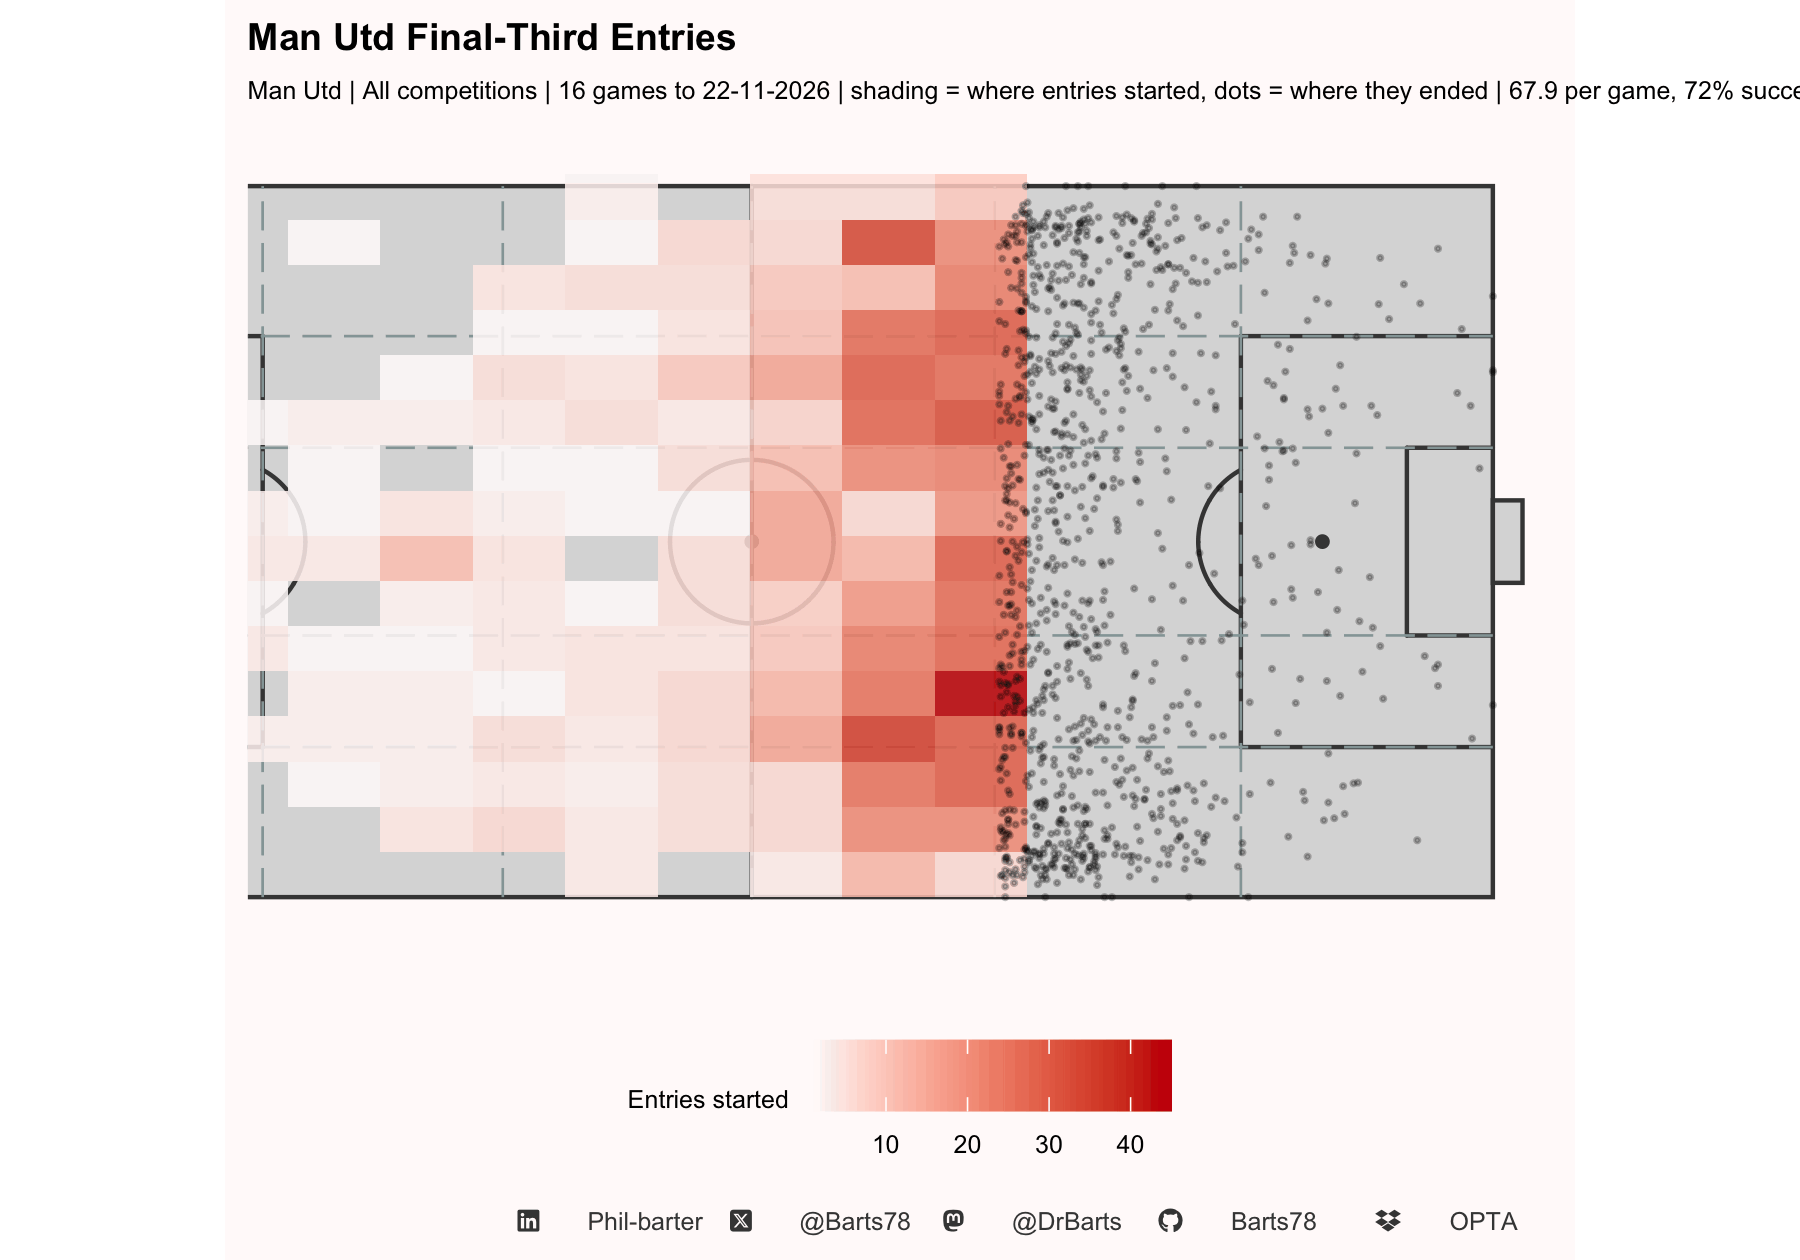 Man Utd Final-Third Entries
Man Utd | All competitions | 16 games to 22-11-2026 | shading = where entries started, dots = where they ended | 67.9 per game, 72% succe
Entries started
10 20 30 40
Phil-barter @Barts78 @DrBarts Barts78 OPTA